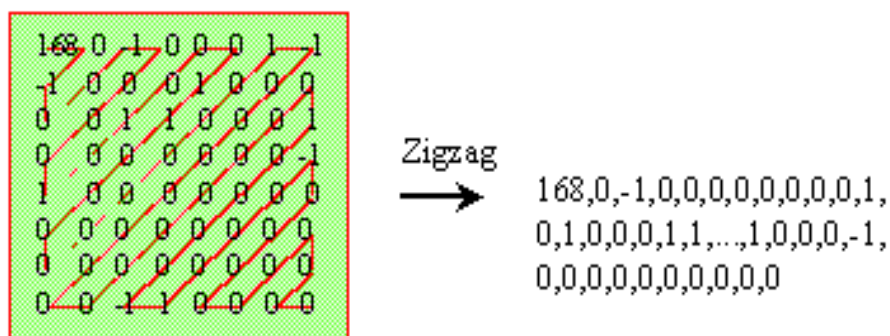 168 0 -1 0 0 0 1 -1
-1 0 0 0 1 0 0 0
0 0 1 1 0 0 0 1
0 0 0 0 0 0 0 -1
1 0 0 0 0 0 0 0
0 0 0 0 0 0 0 0
0 0 0 0 0 0 0 0
0 0 -1 1 0 0 0 0
Zigzag
168,0,-1,0,0,0,0,0,0,0,0,1,
0,1,0,0,0,1,1,...,1,0,0,0,-1,
0,0,0,0,0,0,0,0,0,0